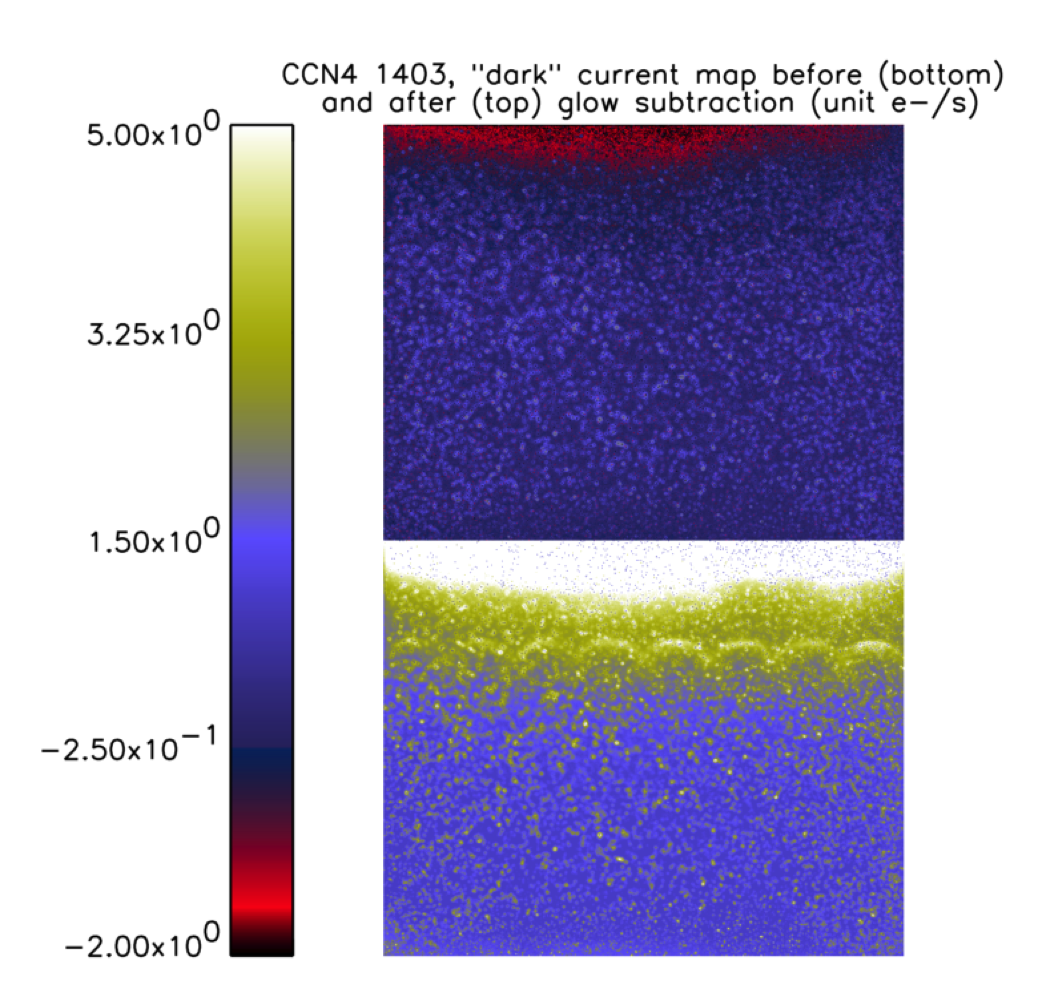 CCN4 1403, "dark" current map before (bottom)
and after (top) glow subtraction (unit e-/s)
5.00x10^0
3.25x10^0
1.50x10^0
-2.50x10^-1
-2.00x10^0